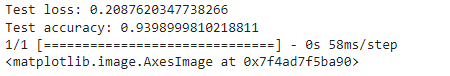 Test loss: 0.2087620347738266
Test accuracy: 0.9398999810218811
1/1 [==============================] - 0s 58ms/step
<matplotlib.image.AxesImage at 0x7f4ad7f5ba90>